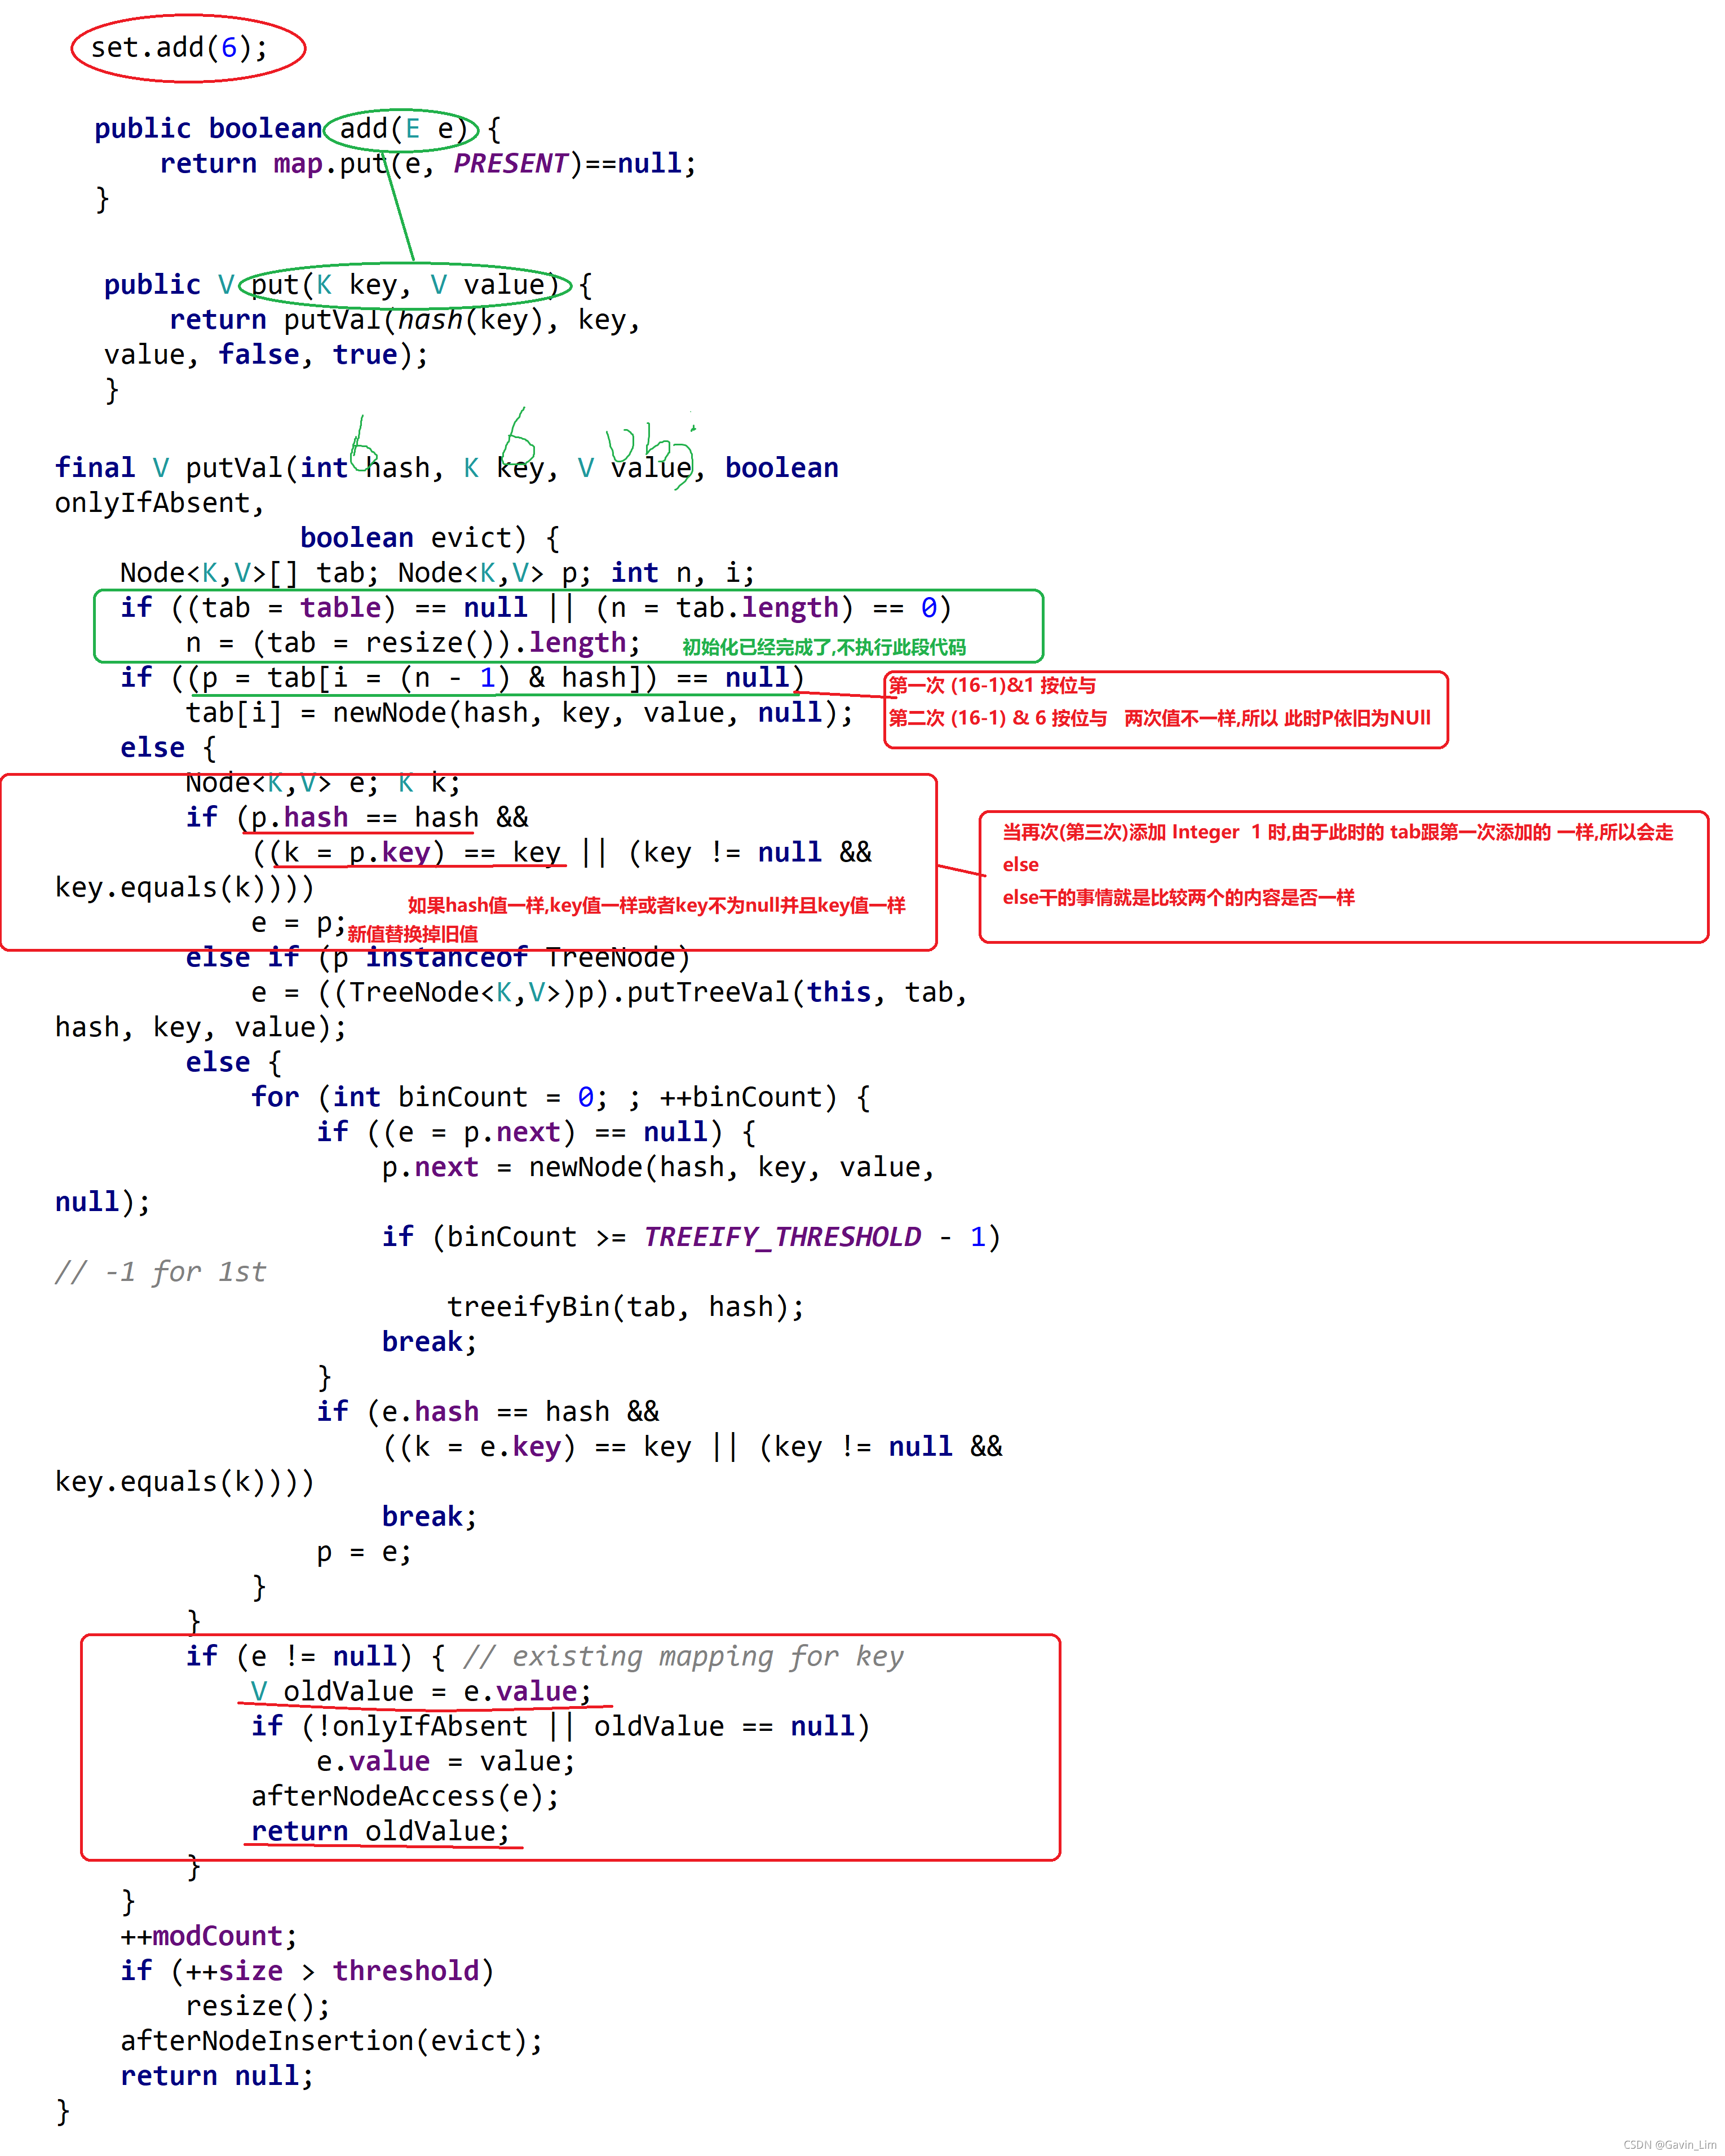 set.add(6);
public boolean add(E e) {
return map.put(e, PRESENT)==null;
}
public V put(K key, V value) {
return putVal(hash(key), key,
value, false, true);
}
6 6 obj
final V putVal(int hash, K key, V value, boolean
onlyIfAbsent,
boolean evict) {
Node<K,V>[] tab; Node<K,V> p; int n, i;
if ((tab = table) == null || (n = tab.length) == 0)
n = (tab = resize()).length; 初始化已经完成了,不执行此段代码
if ((p = tab[i = (n - 1) & hash]) == null)
第一次 (16-1)&1 按位与
tab[i] = newNode(hash, key, value, null);
第二次 (16-1) & 6 按位与 两次值不一样,所以 此时P依旧为NUll
else {
Node<K,V> e; K k;
if (p.hash == hash &&
((k = p.key) == key || (key != null &&
key.equals(k))))
当再次(第三次)添加 Integer 1 时,由于此时的 tab跟第一次添加的 一样,所以会走
else
else干的事情就是比较两个的内容是否一样
如果hash值一样,key值一样或者key不为null并且key值一样
e = p;
新值替换掉旧值
else if (p instanceof TreeNode)
e = ((TreeNode<K,V>)p).putTreeVal(this, tab,
hash, key, value);
else {
for (int binCount = 0; ; ++binCount) {
if ((e = p.next) == null) {
p.next = newNode(hash, key, value,
null);
if (binCount >= TREEIFY_THRESHOLD - 1)
// -1 for 1st
treeifyBin(tab, hash);
break;
}
if (e.hash == hash &&
((k = e.key) == key || (key != null &&
key.equals(k))))
break;
p = e;
}
}
if (e != null) { // existing mapping for key
V oldValue = e.value;
if (!onlyIfAbsent || oldValue == null)
e.value = value;
afterNodeAccess(e);
return oldValue;
}
}
++modCount;
if (++size > threshold)
resize();
afterNodeInsertion(evict);
return null;
}
CSDN @Gavin_Lim